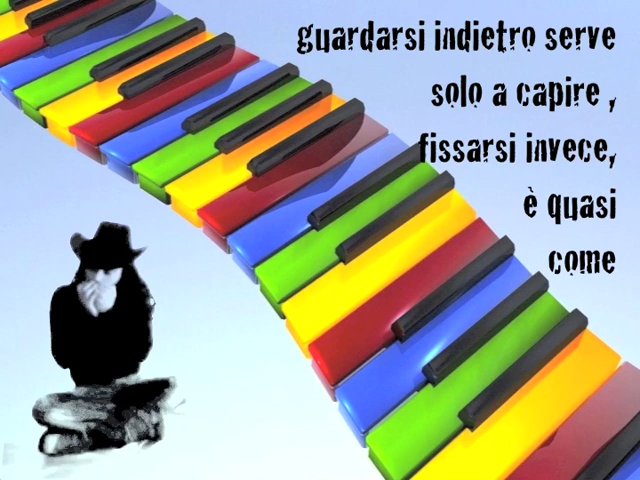 guardarsi indietro serve
solo a capire ,
fissarsi invece,
è quasi
come